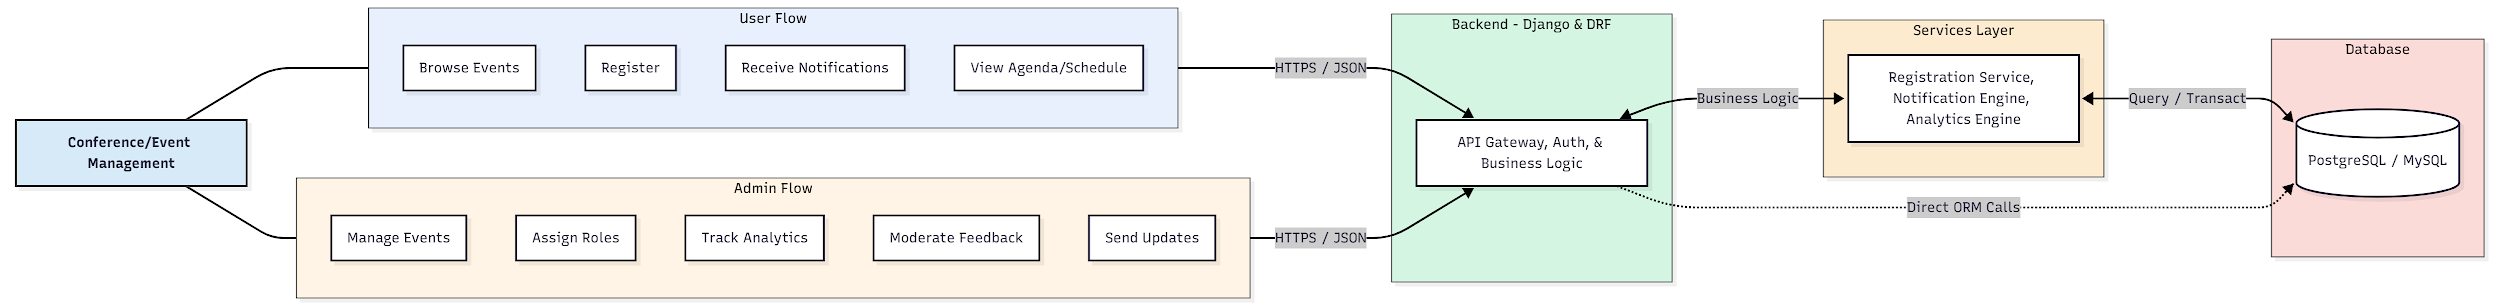 Conference/Event
Management
User Flow
Browse Events
Register
Receive Notifications
View Agenda/Schedule
Admin Flow
Manage Events
Assign Roles
Track Analytics
Moderate Feedback
Send Updates
HTTPS / JSON
HTTPS / JSON
Backend - Django & DRF
API Gateway, Auth, &
Business Logic
Business Logic
Direct ORM Calls
Services Layer
Registration Service,
Notification Engine,
Analytics Engine
Query / Transact
Database
PostgreSQL / MySQL